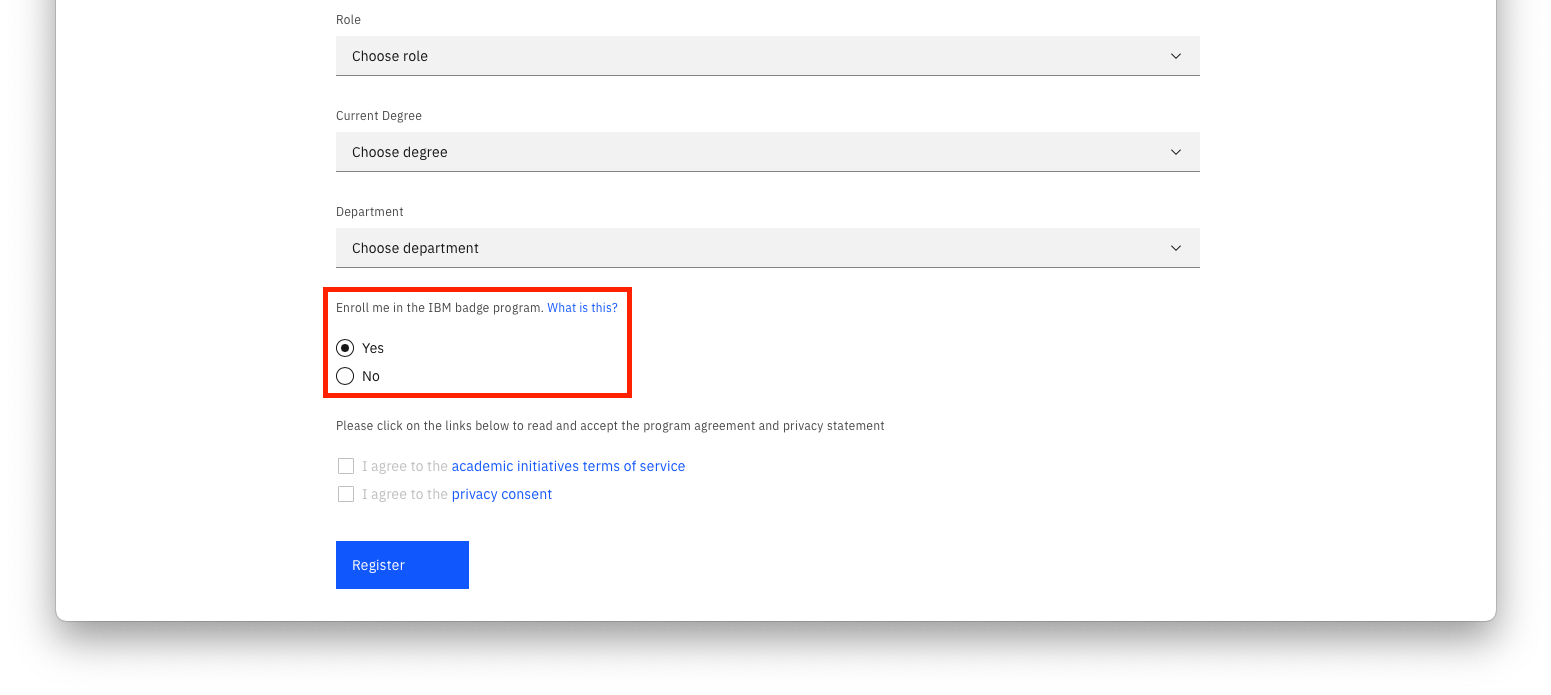 Role
Choose role
Current Degree
Choose degree
Department
Choose department
Enroll me in the IBM badge program. What is this?
Yes
No
Please click on the links below to read and accept the program agreement and privacy statement
I agree to the academic initiatives terms of service
I agree to the privacy consent
Register